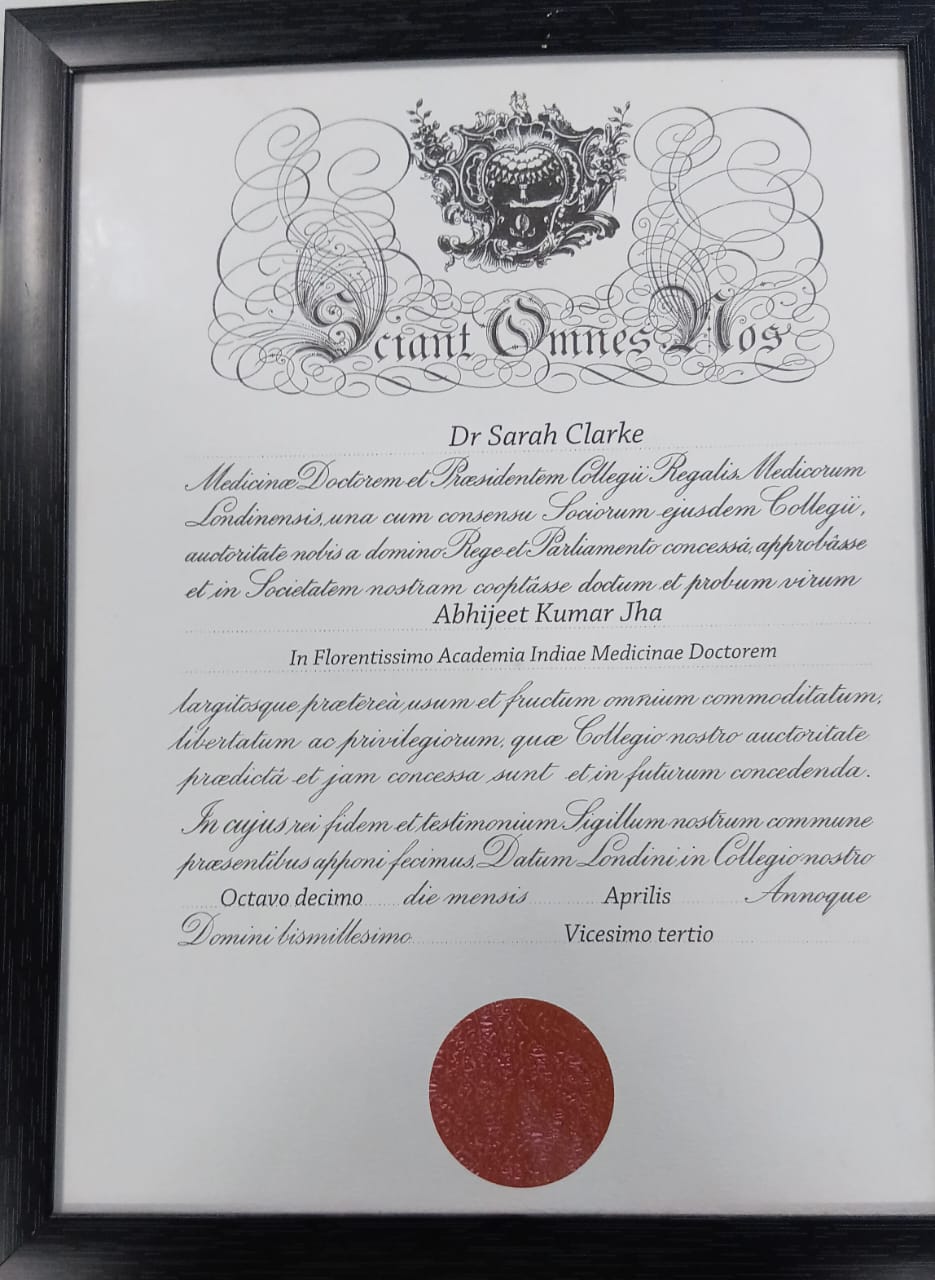 Sciant Omnes Nos
Dr Sarah Clarke
Medicinæ Doctorem et Præsidentem Collegii Regalis Medicorum
Londinensis, una cum consensu Sociorum ejusdem Collegii,
auctoritate nobis a domino Rege et Parliamento concessâ, approbâsse
et in Societatem nostram cooptâsse doctum et probum virum
Abhijeet Kumar Jha
In Florentissimo Academia Indiae Medicinae Doctorem
largitosque prætereà usum et fructum omnium commoditatum,
libertatum ac privilegiorum, quæ Collegio nostro auctoritate
prædictâ et jam concessa sunt et in futurum concedenda.
In cujus rei fidem et testimonium Sigillum nostrum commune
præsentibus apponi fecimus, Datum Londini in Collegio nostro
Octavo decimo die mensis Aprilis Annoque
Domini bismillesimo Vicesimo tertio